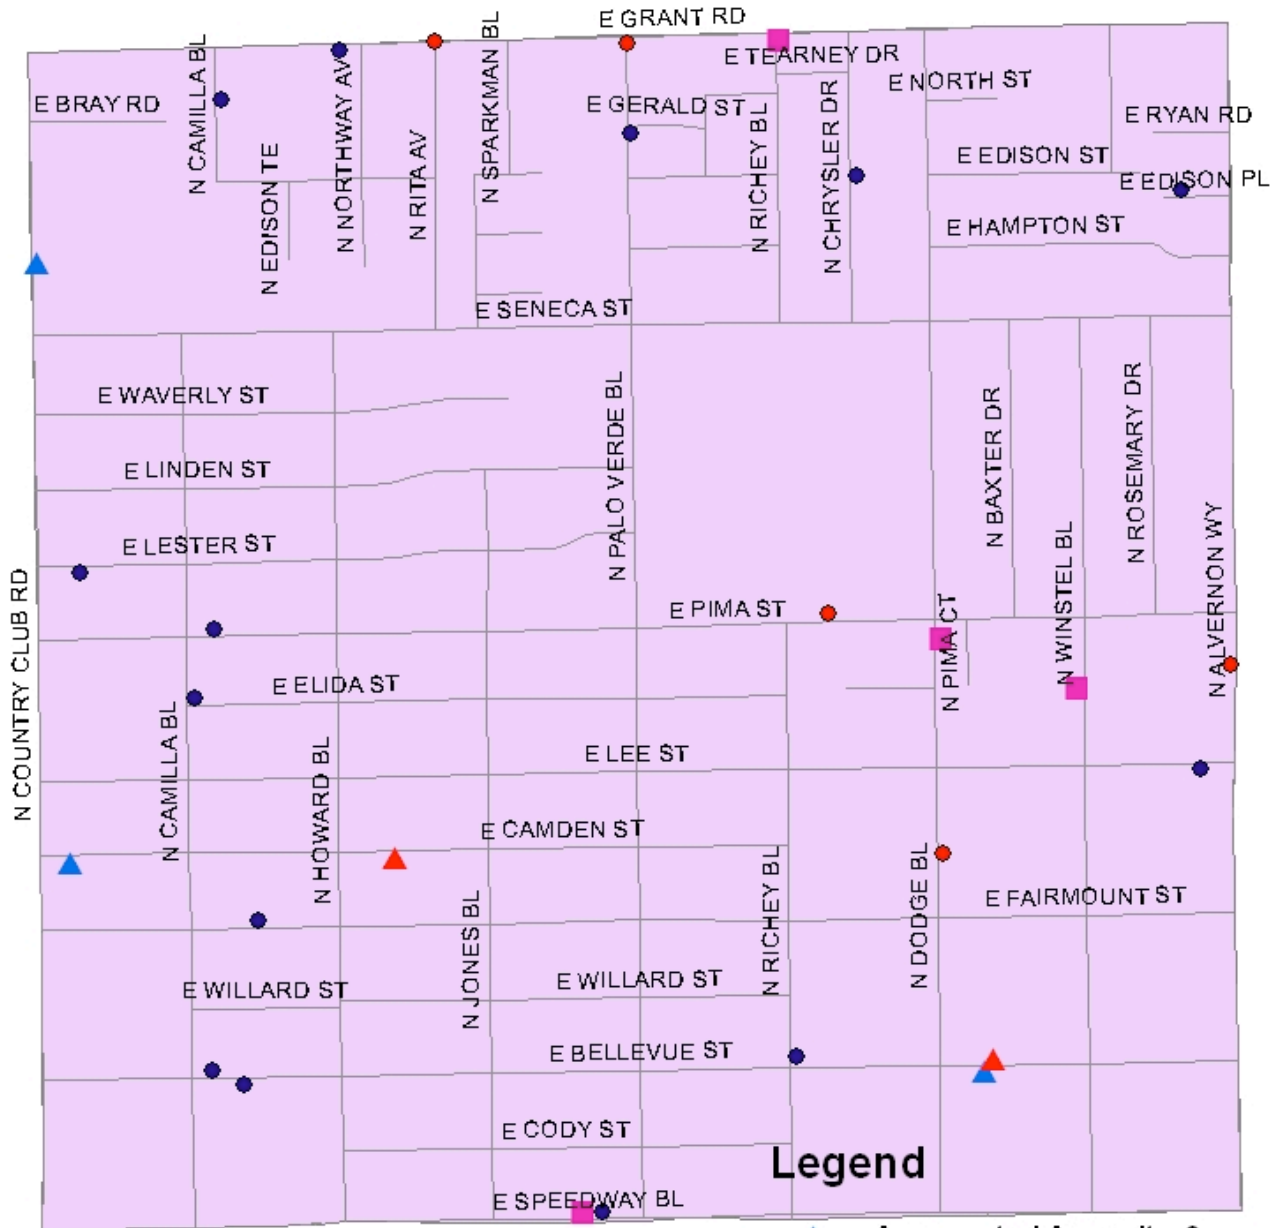 E GRANT RD
E TEARNEY DR
E NORTH ST
E BRAY RD
N CAMILLA BL
N NORTHWAY AV
N SPARKMAN BL
E GERALD ST
E RYAN RD
N EDISON TE
N RITA AV
N RICHEY BL
N CHRYSLER DR
E EDISON ST
E EDISON PL
E HAMPTON ST
E SENECA ST
E WAVERLY ST
N PALO VERDE BL
N BAXTER DR
N ROSEMARY DR
E LINDEN ST
E LESTER ST
N WINSTEL BL
N ALVERNON WY
N COUNTRY CLUB RD
E PIMA ST
N PIMA CT
E ELIDA ST
N CAMILLA BL
N HOWARD BL
E LEE ST
E CAMDEN ST
N JONES BL
N RICHEY BL
N DODGE BL
E FAIRMOUNT ST
E WILLARD ST
E WILLARD ST
E BELLEVUE ST
E CODY ST
Legend
E SPEEDWAY BL